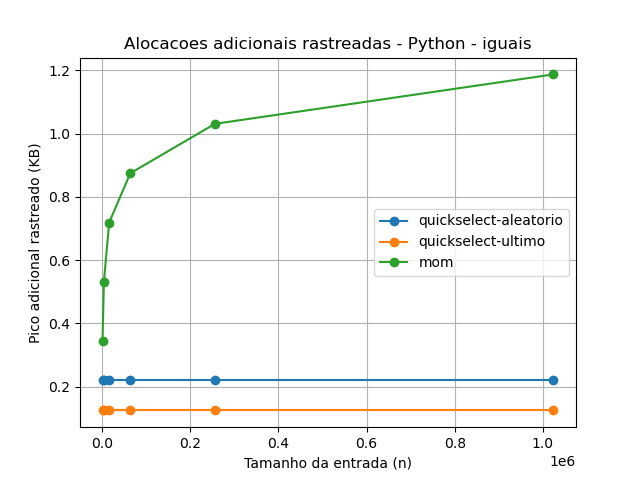 Alocacoes adicionais rastreadas - Python - iguais
Pico adicional rastreado (KB)
1.2
1.0
0.8
0.6
0.4
0.2
quickselect-aleatorio
quickselect-ultimo
mom
0.0 0.2 0.4 0.6 0.8 1.0
1e6
Tamanho da entrada (n)